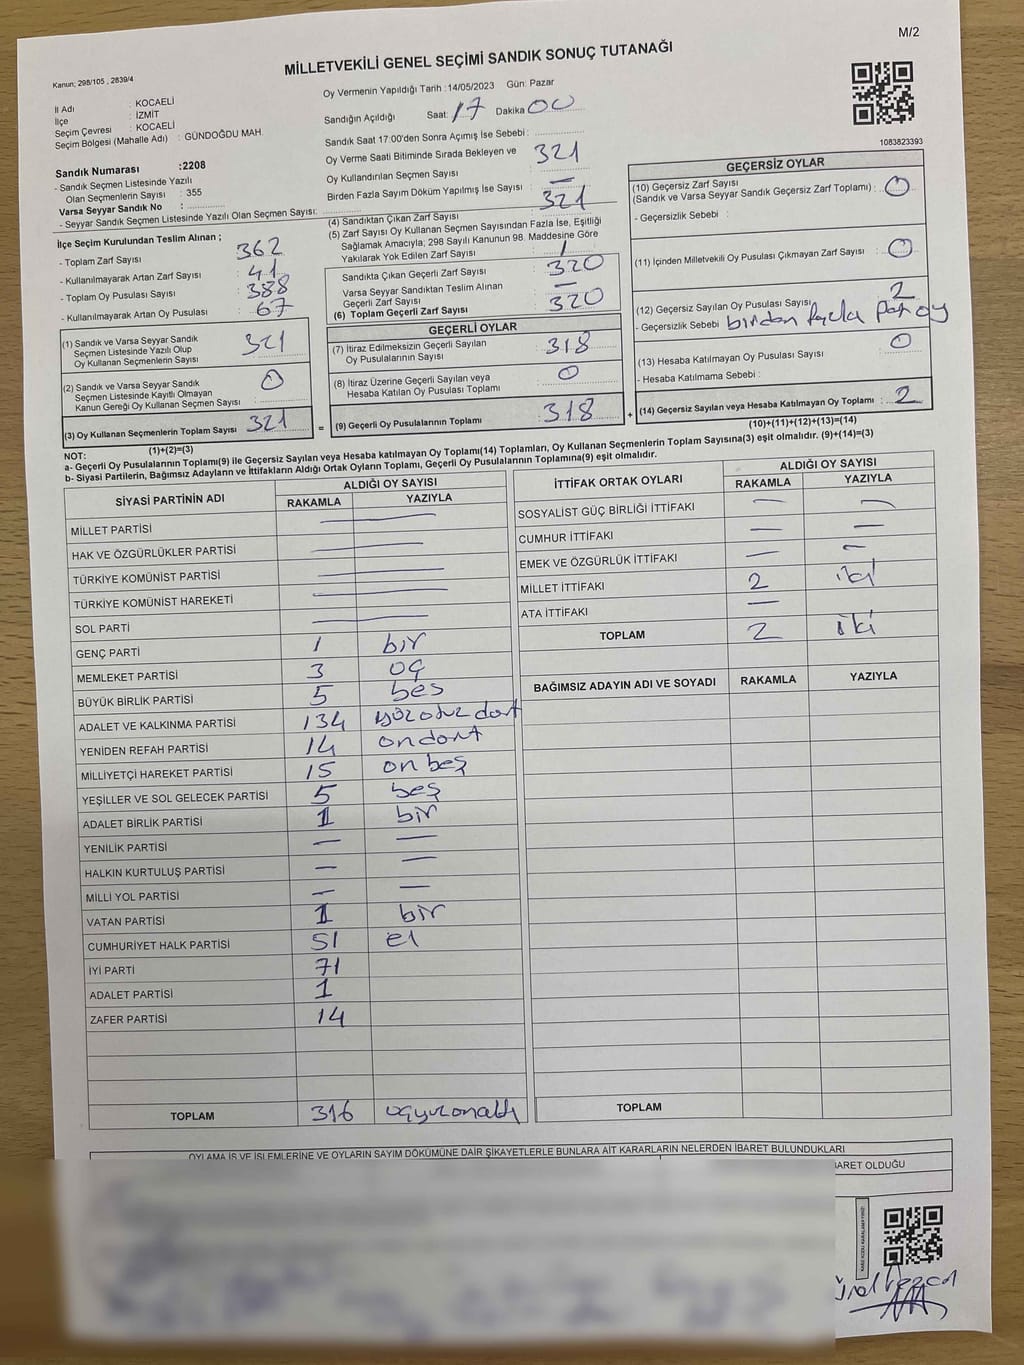 M/2
MİLLETVEKİLİ GENEL SEÇİMİ SANDIK SONUÇ TUTANAĞI
Kanun; 298/105 , 2839/4
İl Adı : KOCAELİ
İlçe : İZMİT
Seçim Çevresi : KOCAELİ
Seçim Bölgesi (Mahalle Adı) : GÜNDOĞDU MAH.
Sandık Numarası :2208
- Sandık Seçmen Listesinde Yazılı
Olan Seçmenlerin Sayısı : 355
Varsa Seyyar Sandık No :
- Seyyar Sandık Seçmen Listesinde Yazılı Olan Seçmen Sayısı:
Oy Vermenin Yapıldığı Tarih :14/05/2023 Gün: Pazar
Sandığın Açıldığı Saat: 17 Dakika 00
Sandık Saat 17:00'den Sonra Açımış İse Sebebi :
Oy Verme Saati Bitiminde Sırada Bekleyen ve
Oy Kullandırılan Seçmen Sayısı : 321
Birden Fazla Sayım Döküm Yapılmış İse Sayısı : —
1083823393
İlçe Seçim Kurulundan Teslim Alınan ;
- Toplam Zarf Sayısı : 362
- Kullanılmayarak Artan Zarf Sayısı : 41
- Toplam Oy Pusulası Sayısı : 388
- Kullanılmayarak Artan Oy Pusulası : 67
(1) Sandık ve Varsa Seyyar Sandık
Seçmen Listesinde Yazılı Olup
Oy Kullanan Seçmenlerin Sayısı : 321
(2) Sandık ve Varsa Seyyar Sandık
Seçmen Listesinde Kayıtlı Olmayan
Kanun Gereği Oy Kullanan Seçmen Sayısı : 0
(3) Oy Kullanan Seçmenlerin Toplam Sayısı : 321
(1)+(2)=(3)
(4) Sandıktan Çıkan Zarf Sayısı : 321
(5) Zarf Sayısı Oy Kullanan Seçmen Sayısından Fazla İse, Eşitliği
Sağlamak Amacıyla; 298 Sayılı Kanunun 98. Maddesine Göre
Yakılarak Yok Edilen Zarf Sayısı : 1
Sandıkta Çıkan Geçerli Zarf Sayısı : 320
Varsa Seyyar Sandıktan Teslim Alınan
Geçerli Zarf Sayısı : —
(6) Toplam Geçerli Zarf Sayısı : 320
GEÇERLİ OYLAR
(7) İtiraz Edilmeksizin Geçerli Sayılan
Oy Pusulalarının Sayısı : 318
(8) İtiraz Üzerine Geçerli Sayılan veya
Hesaba Katılan Oy Pusulası Toplamı : 0
= (9) Geçerli Oy Pusulalarının Toplamı : 318 +
GEÇERSİZ OYLAR
(10) Geçersiz Zarf Sayısı
(Sandık ve Varsa Seyyar Sandık Geçersiz Zarf Toplamı) : 0
- Geçersizlik Sebebi :
(11) İçinden Milletvekili Oy Pusulası Çıkmayan Zarf Sayısı : 0
(12) Geçersiz Sayılan Oy Pusulası Sayısı : 2
- Geçersizlik Sebebi : birden fazla oy
(13) Hesaba Katılmayan Oy Pusulası Sayısı : 0
- Hesaba Katılmama Sebebi :
(14) Geçersiz Sayılan veya Hesaba Katılmayan Oy Toplamı : 2
(10)+(11)+(12)+(13)=(14)
NOT:
a- Geçerli Oy Pusulalarının Toplamı(9) ile Geçersiz Sayılan veya Hesaba katılmayan Oy Toplamı(14) Toplamları, Oy Kullanan Seçmenlerin Toplam Sayısına(3) eşit olmalıdır. (9)+(14)=(3)
b- Siyasi Partilerin, Bağımsız Adayların ve İttifakların Aldığı Ortak Oyların Toplamı, Geçerli Oy Pusulalarının Toplamına(9) eşit olmalıdır.
SİYASİ PARTİNİN ADI ALDIĞI OY SAYISI
RAKAMLA YAZIYLA
MİLLET PARTİSİ —
HAK VE ÖZGÜRLÜKLER PARTİSİ —
TÜRKİYE KOMÜNİST PARTİSİ —
TÜRKİYE KOMÜNİST HAREKETİ —
SOL PARTİ —
GENÇ PARTİ 1 bir
MEMLEKET PARTİSİ 3 üç
BÜYÜK BİRLİK PARTİSİ 5 bes
ADALET VE KALKINMA PARTİSİ 134 yüzotuz dört
YENİDEN REFAH PARTİSİ 14 ondort
MİLLİYETÇİ HAREKET PARTİSİ 15 on beş
YEŞİLLER VE SOL GELECEK PARTİSİ 5 beş
ADALET BİRLİK PARTİSİ 1 bir
YENİLİK PARTİSİ — —
HALKIN KURTULUŞ PARTİSİ — —
MİLLİ YOL PARTİSİ — —
VATAN PARTİSİ 1 bir
CUMHURİYET HALK PARTİSİ 51 el
İYİ PARTİ 71
ADALET PARTİSİ 1
ZAFER PARTİSİ 14
TOPLAM 316 üçyüzonaltı
İTTİFAK ORTAK OYLARI ALDIĞI OY SAYISI
RAKAMLA YAZIYLA
SOSYALİST GÜÇ BİRLİĞİ İTTİFAKI — —
CUMHUR İTTİFAKI — —
EMEK VE ÖZGÜRLÜK İTTİFAKI — —
MİLLET İTTİFAKI 2 iki
ATA İTTİFAKI —
TOPLAM 2 iki
BAĞIMSIZ ADAYIN ADI VE SOYADI RAKAMLA YAZIYLA
TOPLAM
OYLAMA İŞ VE İŞLEMLERİNE VE OYLARIN SAYIM DÖKÜMÜNE DAİR ŞİKAYETLERLE BUNLARA AİT KARARLARIN NELERDEN İBARET BULUNDUKLARI
BARET OLDUĞU